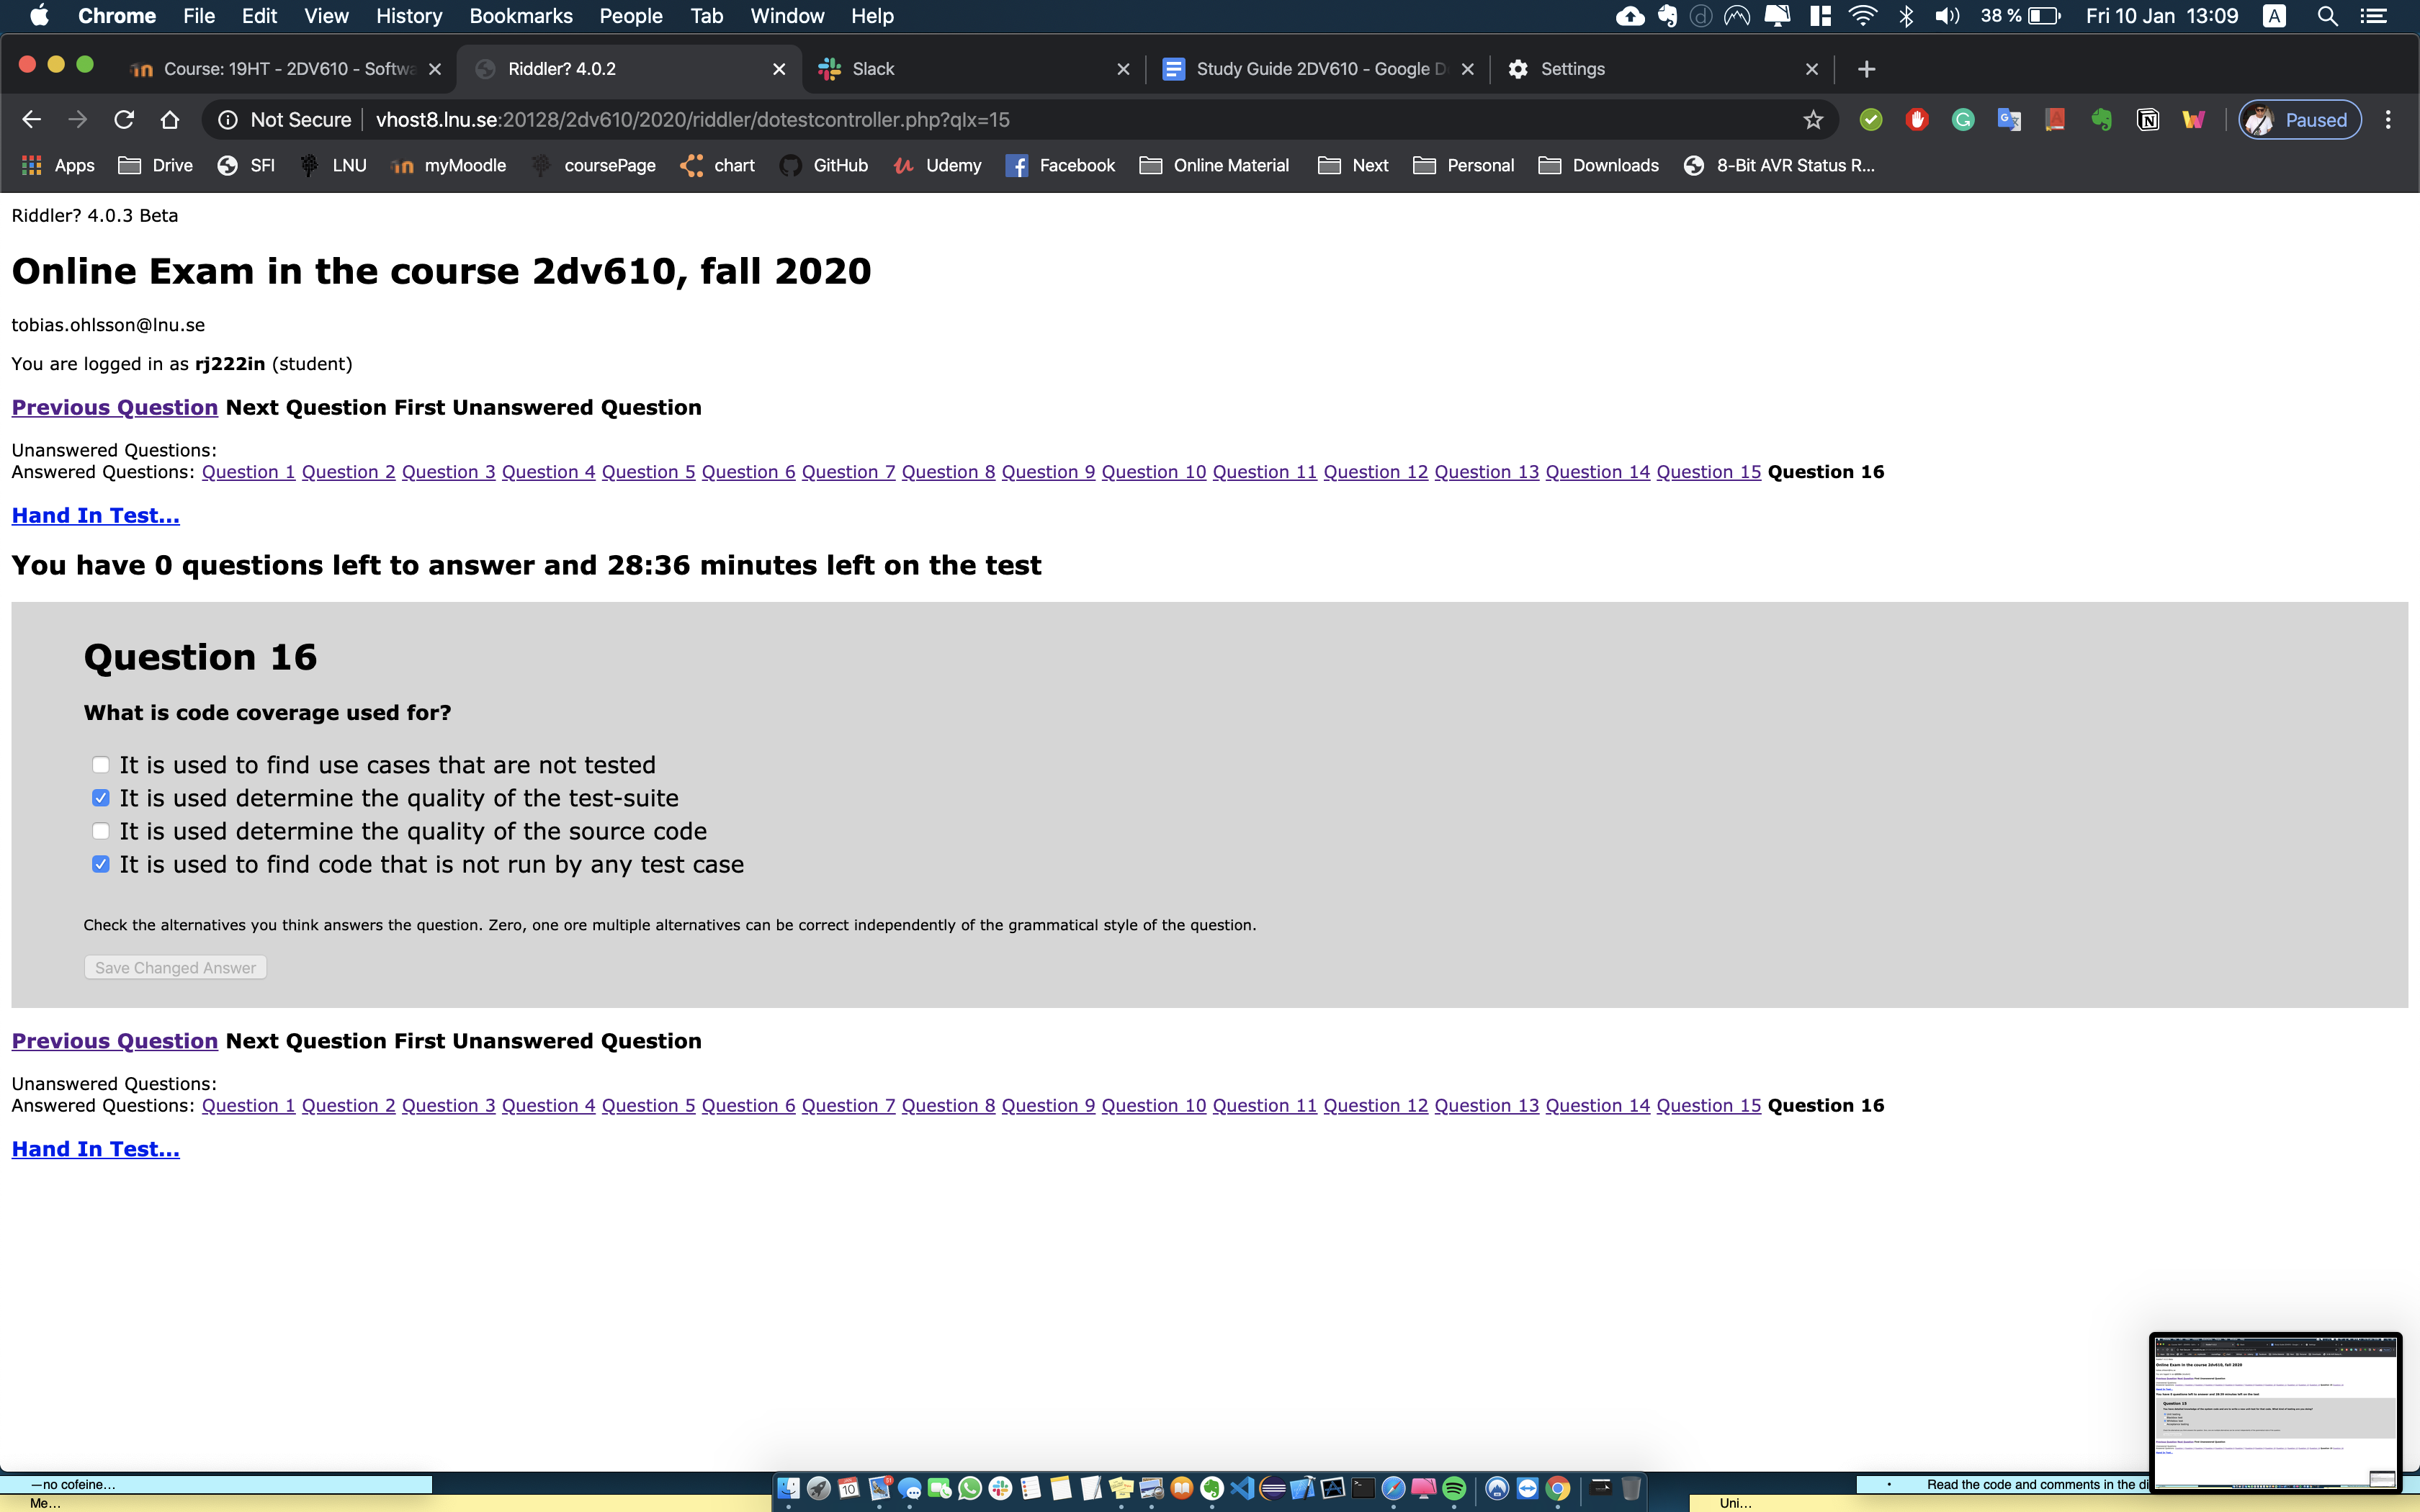 Chrome File Edit View History Bookmarks People Tab Window Help 38 % Fri 10 Jan 13:09 A
Course: 19HT - 2DV610 - Softwa Riddler? 4.0.2 Slack Study Guide 2DV610 - Google D Settings
Not Secure vhost8.lnu.se:20128/2dv610/2020/riddler/dotestcontroller.php?qIx=15 Paused
Apps Drive SFI LNU myMoodle coursePage chart GitHub Udemy Facebook Online Material Next Personal Downloads 8-Bit AVR Status R...
Riddler? 4.0.3 Beta
Online Exam in the course 2dv610, fall 2020
tobias.ohlsson@lnu.se
You are logged in as rj222in (student)
Previous Question Next Question First Unanswered Question
Unanswered Questions:
Answered Questions: Question 1 Question 2 Question 3 Question 4 Question 5 Question 6 Question 7 Question 8 Question 9 Question 10 Question 11 Question 12 Question 13 Question 14 Question 15 Question 16
Hand In Test...
You have 0 questions left to answer and 28:36 minutes left on the test
Question 16
What is code coverage used for?
It is used to find use cases that are not tested
It is used determine the quality of the test-suite
It is used determine the quality of the source code
It is used to find code that is not run by any test case
Check the alternatives you think answers the question. Zero, one ore multiple alternatives can be correct independently of the grammatical style of the question.
Save Changed Answer
Previous Question Next Question First Unanswered Question
Unanswered Questions:
Answered Questions: Question 1 Question 2 Question 3 Question 4 Question 5 Question 6 Question 7 Question 8 Question 9 Question 10 Question 11 Question 12 Question 13 Question 14 Question 15 Question 16
Hand In Test...
—no cofeine...
Me...
• Read the code and comments in the di
Uni...